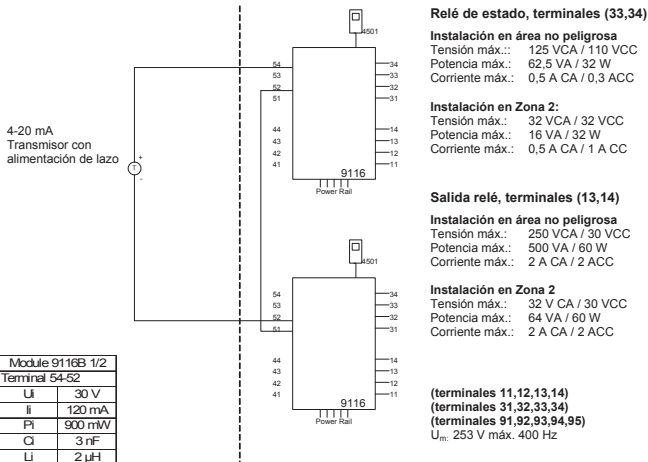 4501
54
53
52
51
44
43
42
41
34
33
32
31
14
13
12
11
9116
Power Rail
4-20 mA
Transmisor con
alimentación de lazo
+
T
-
4501
54
53
52
51
44
43
42
41
34
33
32
31
14
13
12
11
9116
Power Rail
Module 9116B 1/2
Terminal 54-52
Ui 30 V
Ii 120 mA
Pi 900 mW
Ci 3 nF
Li 2 µH
Relé de estado, terminales (33,34)
Instalación en área no peligrosa
Tensión máx.:: 125 VCA / 110 VCC
Potencia máx.: 62,5 VA / 32 W
Corriente máx.: 0,5 A CA / 0,3 ACC
Instalación en Zona 2:
Tensión máx.: 32 VCA / 32 VCC
Potencia máx.: 16 VA / 32 W
Corriente máx.: 0,5 A CA / 1 A CC
Salida relé, terminales (13,14)
Instalación en área no peligrosa
Tensión máx.: 250 VCA / 30 VCC
Potencia máx.: 500 VA / 60 W
Corriente máx.: 2 A CA / 2 ACC
Instalación en Zona 2
Tensión máx.: 32 V CA / 30 VCC
Potencia máx.: 64 VA / 60 W
Corriente máx.: 2 A CA / 2 ACC
(terminales 11,12,13,14)
(terminales 31,32,33,34)
(terminales 91,92,93,94,95)
Um: 253 V máx. 400 Hz